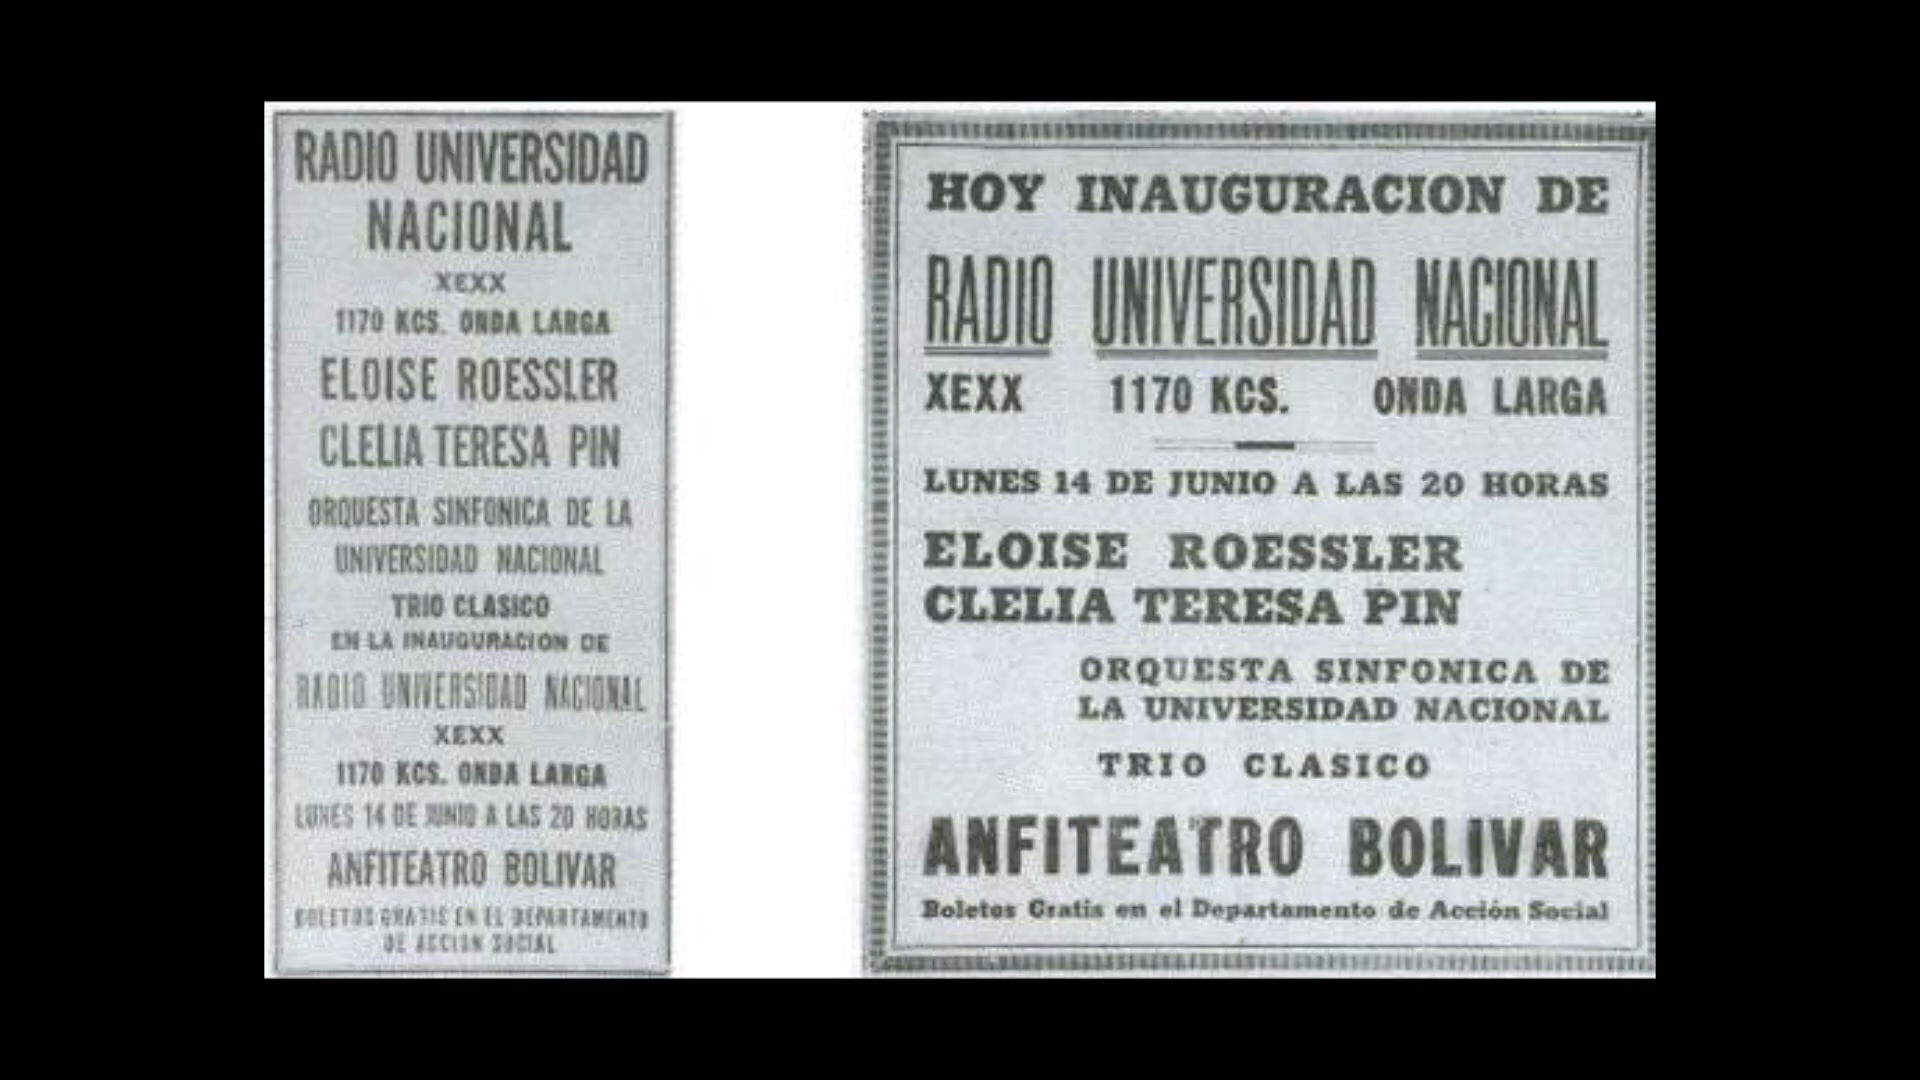 RADIO UNIVERSIDAD
NACIONAL
XEXX
1170 KCS. ONDA LARGA
ELOISE ROESSLER
CLELIA TERESA PIN
ORQUESTA SINFONICA DE LA
UNIVERSIDAD NACIONAL
TRIO CLASICO
EN LA INAUGURACION DE
RADIO UNIVERSIDAD NACIONAL
XEXX
1170 KCS. ONDA LARGA
LUNES 14 DE JUNIO A LAS 20 HORAS
ANFITEATRO BOLIVAR
BOLETOS GRATIS EN EL DEPARTAMENTO
DE ACCION SOCIAL
HOY INAUGURACION DE
RADIO UNIVERSIDAD NACIONAL
XEXX 1170 KCS. ONDA LARGA
LUNES 14 DE JUNIO A LAS 20 HORAS
ELOISE ROESSLER
CLELIA TERESA PIN
ORQUESTA SINFONICA DE
LA UNIVERSIDAD NACIONAL
TRIO CLASICO
ANFITEATRO BOLIVAR
Boletos Gratis en el Departamento de Acción Social